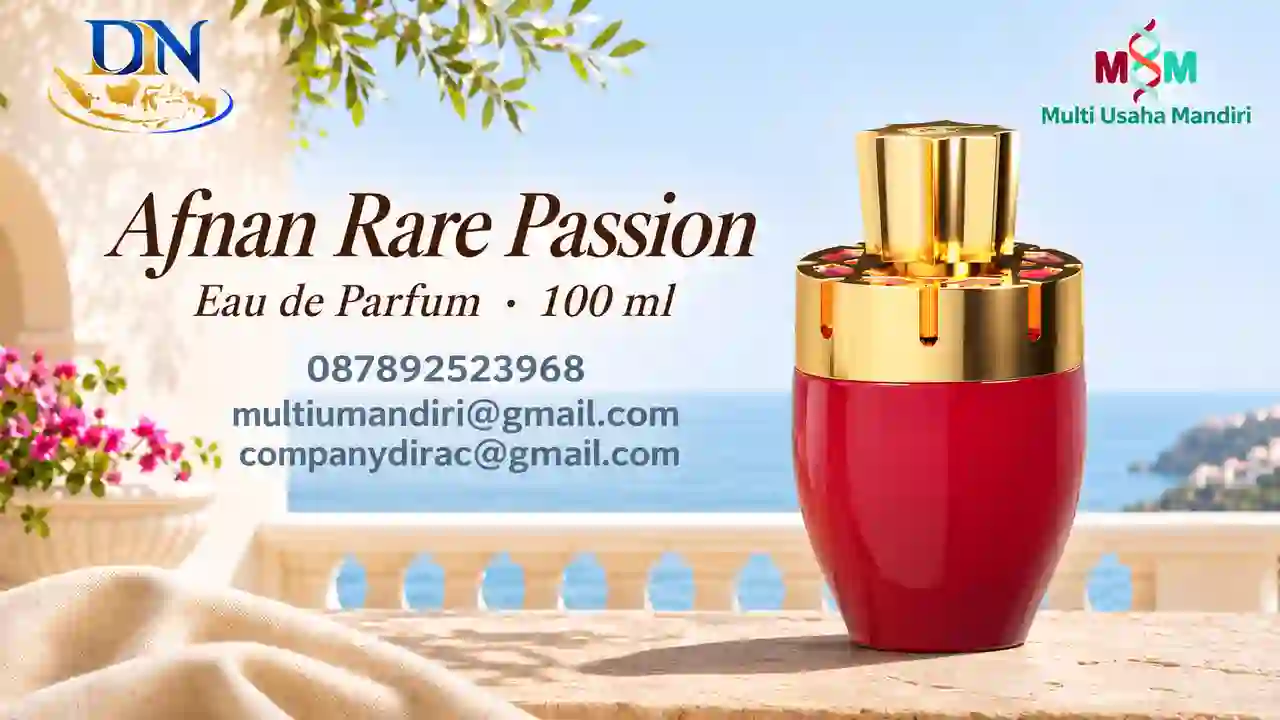 DN
MSM
Multi Usaha Mandiri
Afnan Rare Passion
Eau de Parfum · 100 ml
087892523968
multiumandiri@gmail.com
companydirac@gmail.com